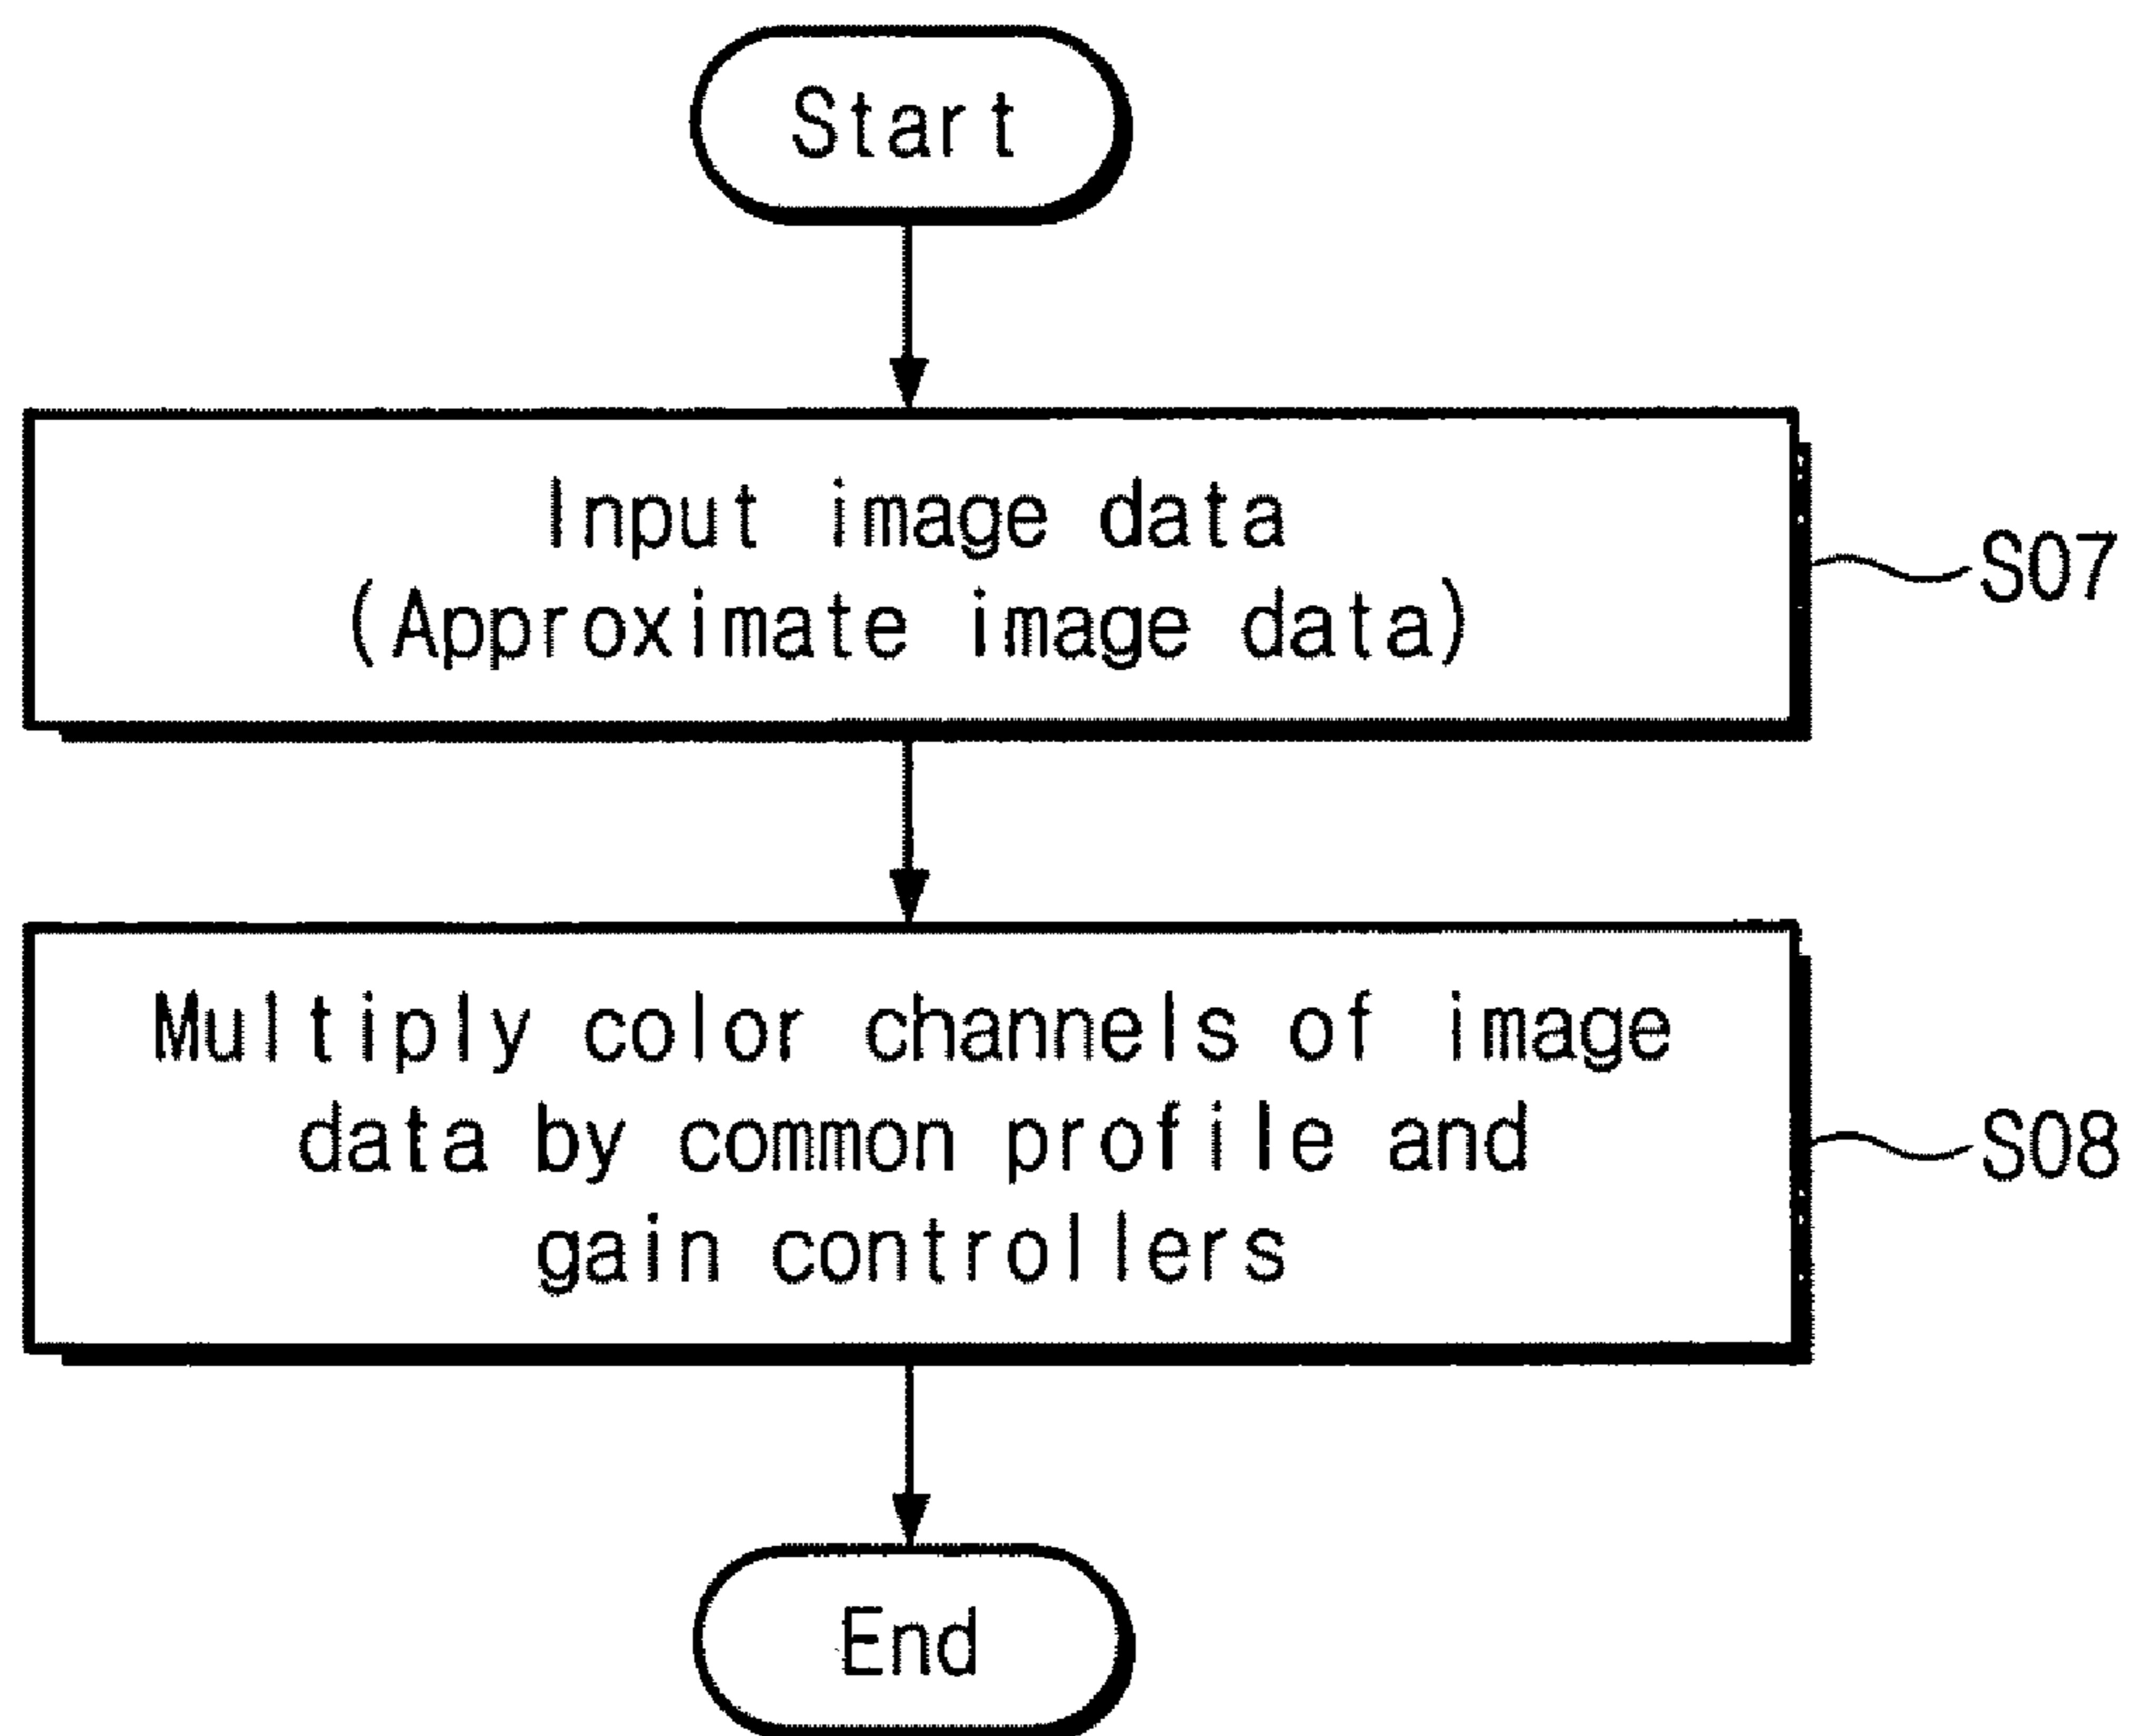 Start
Input image data
(Approximate image data)
S07
Multiply color channels of image
data by common profile and
gain controllers
S08
End